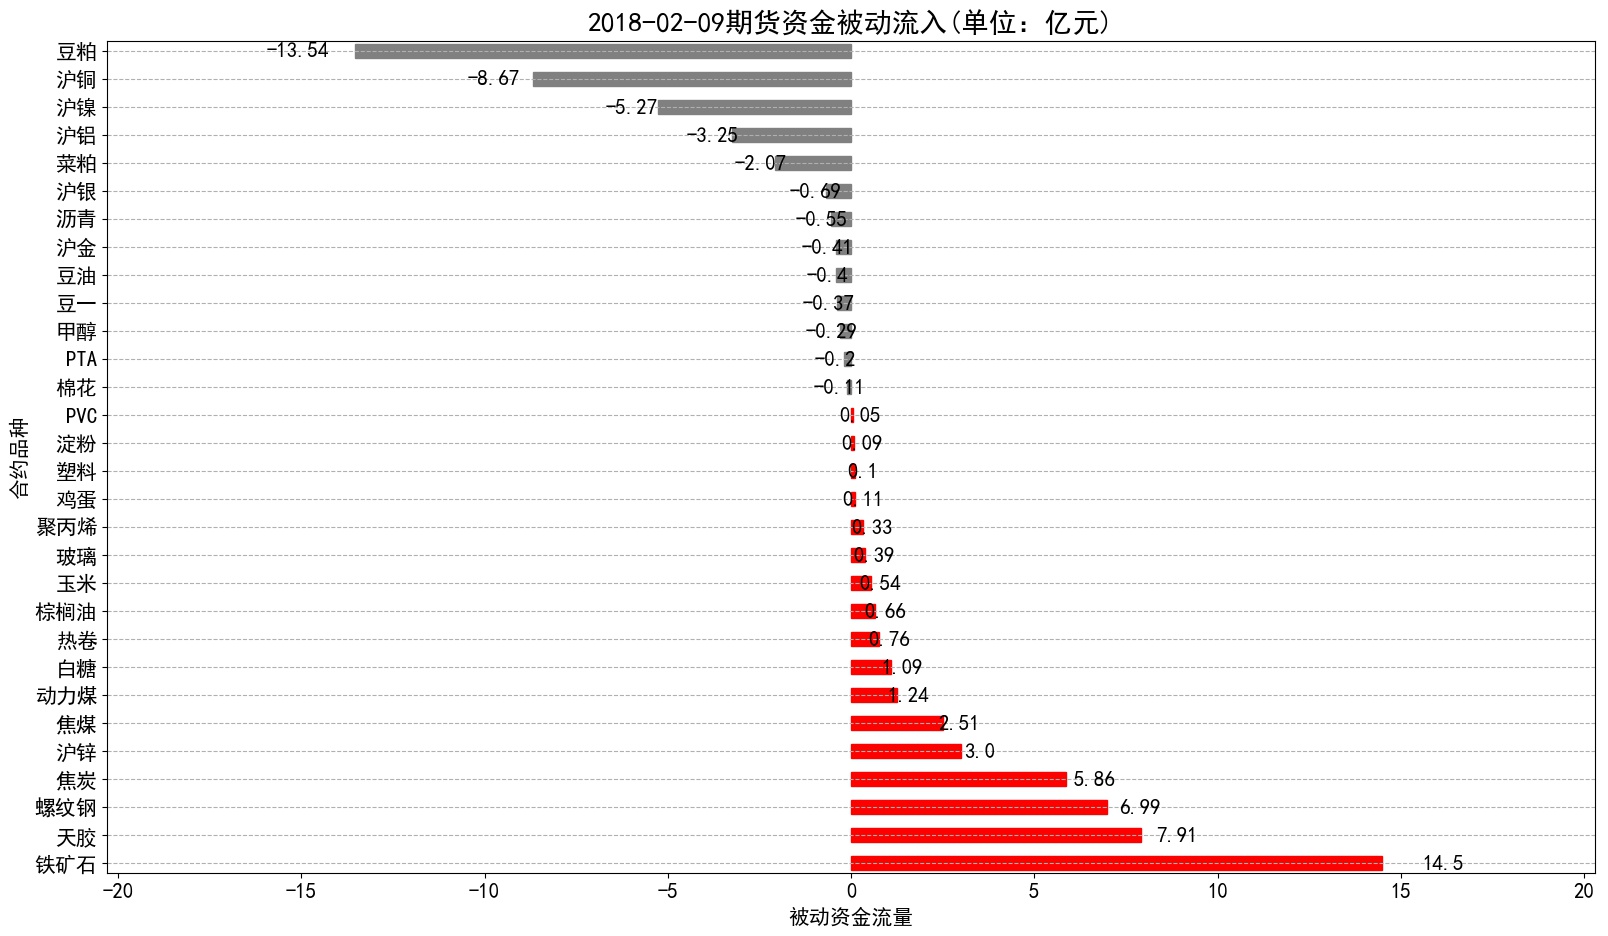 2018-02-09期货资金被动流入(单位：亿元)
豆粕 -13.54
沪铜 -8.67
沪镍 -5.27
沪铝 -3.25
菜粕 -2.07
沪银 -0.69
沥青 -0.55
沪金 -0.41
豆油 -0.4
豆一 -0.37
甲醇 -0.29
PTA -0.2
棉花 -0.11
PVC 0.05
淀粉 0.09
塑料 0.1
鸡蛋 0.11
聚丙烯 0.33
玻璃 0.39
玉米 0.54
棕榈油 0.66
热卷 0.76
白糖 1.09
动力煤 1.24
焦煤 2.51
沪锌 3.0
焦炭 5.86
螺纹钢 6.99
天胶 7.91
铁矿石 14.5
合约品种
-20 -15 -10 -5 0 5 10 15 20
被动资金流量